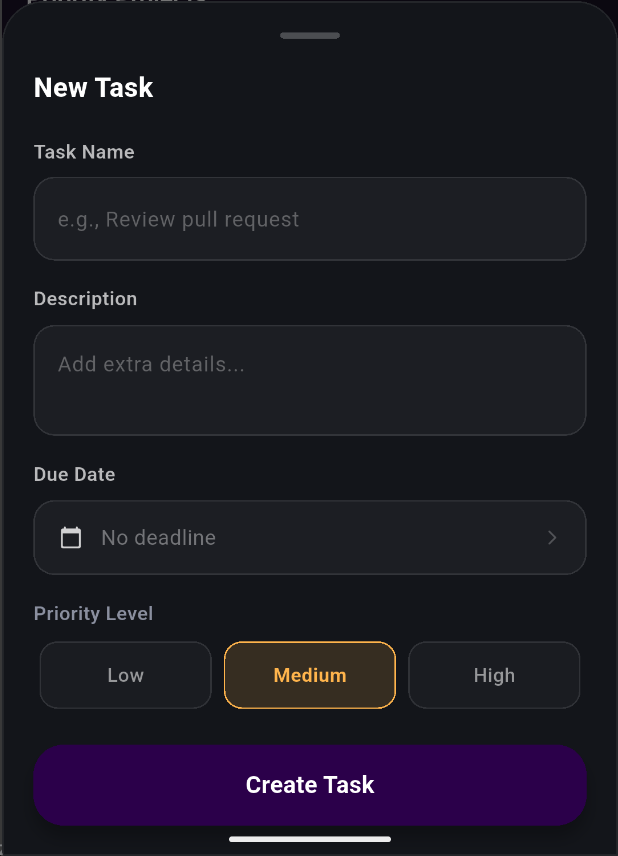 New Task
Task Name
e.g., Review pull request
Description
Add extra details...
Due Date
No deadline
Priority Level
Low
Medium
High
Create Task